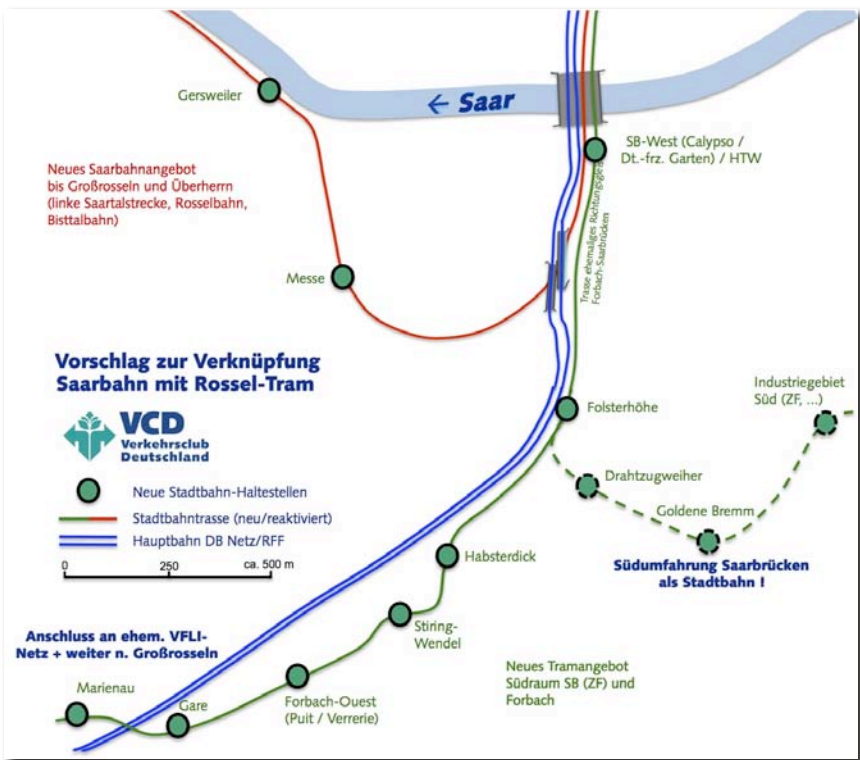 Gersweiler
← Saar
SB-West (Calypso /
Dt.-frz. Garten) / HTW
Neues Saarbahnangebot
bis Großrosseln und Überherrn
(linke Saartalstrecke, Rosselbahn,
Bisttalbahn)
Trasse ehemaliges Richtungsgleis
Forbach-Saarbrücken
Messe
Vorschlag zur Verknüpfung
Saarbahn mit Rossel-Tram
VCD
Verkehrsclub
Deutschland
Neue Stadtbahn-Haltestellen
Stadtbahntrasse (neu/reaktiviert)
Hauptbahn DB Netz/RFF
0 250 ca. 500 m
Folsterhöhe
Industriegebiet
Süd (ZF, ...)
Drahtzugweiher
Goldene Bremm
Südumfahrung Saarbrücken
als Stadtbahn !
Habsterdick
Stiring-
Wendel
Anschluss an ehem. VFLI-
Netz + weiter n. Großrosseln
Marienau
Gare
Forbach-Ouest
(Puit / Verrerie)
Neues Tramangebot
Südraum SB (ZF) und
Forbach